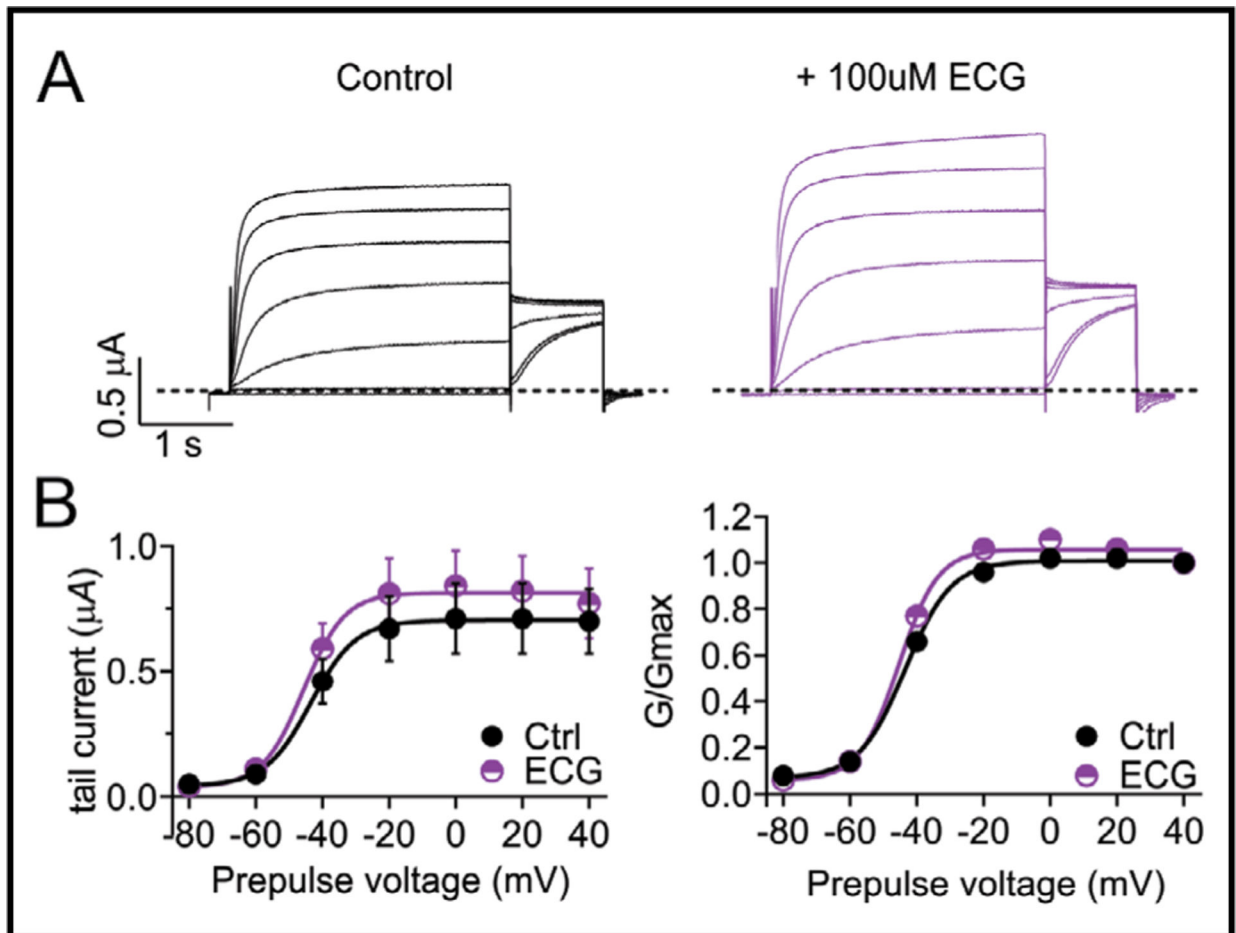 A
Control
+ 100uM ECG
0.5 μA
1 s
B
tail current (μA)
1.0
0.5
0.0
-80 -60 -40 -20 0 20 40
Prepulse voltage (mV)
Ctrl
ECG
G/Gmax
1.2
1.0
0.8
0.6
0.4
0.2
0.0
-80 -60 -40 -20 0 20 40
Prepulse voltage (mV)
Ctrl
ECG